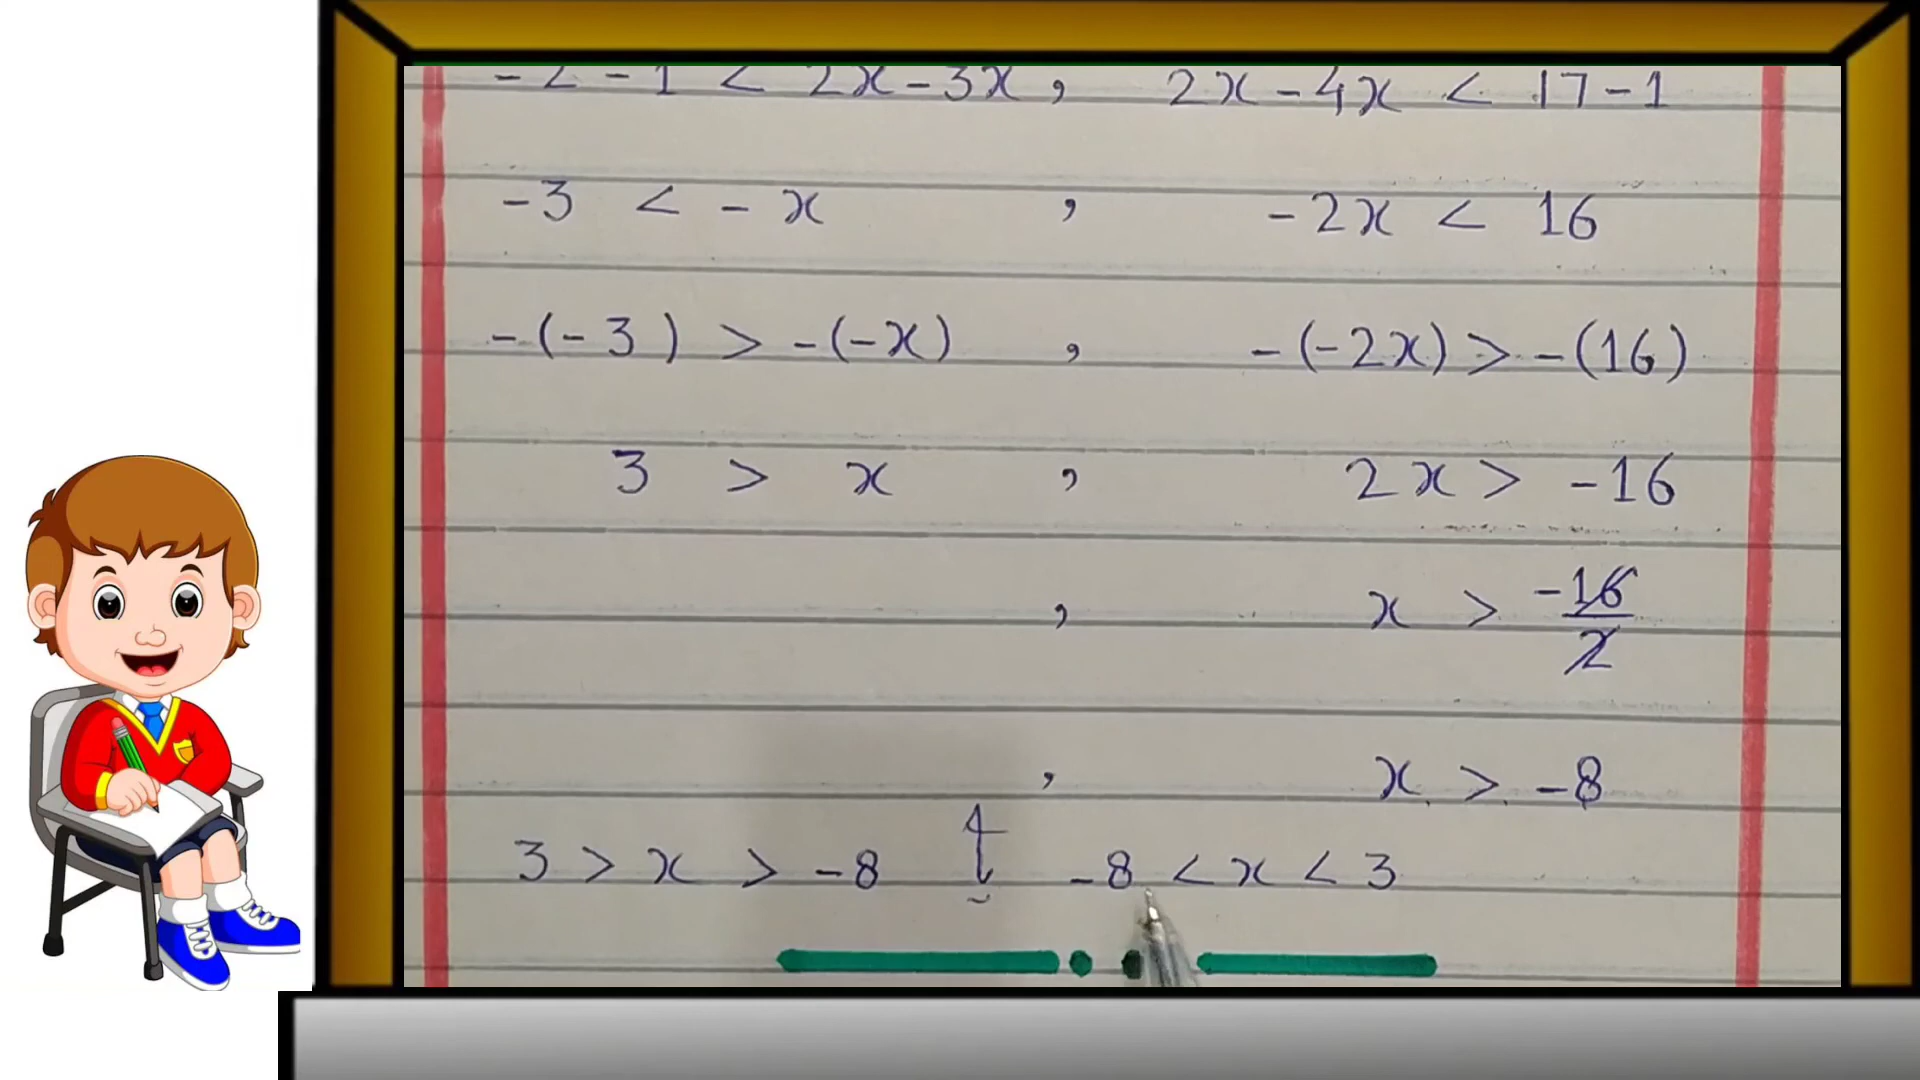 -2-1 < 2x-3x, 2x-4x < 17-1
-3 < -x , -2x < 16
-(-3) > -(-x) , -(-2x) > -(16)
3 > x , 2x > -16
, x > -16/2
, x > -8
3 > x > -8 -8 < x < 3